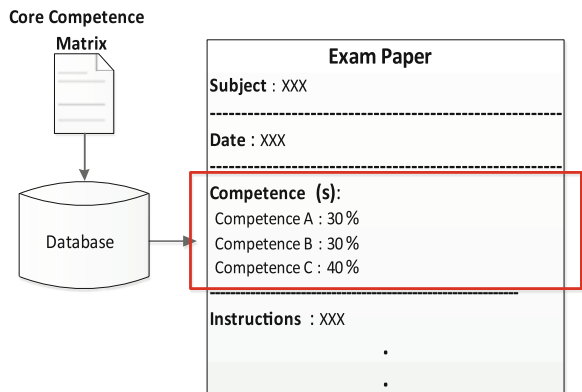 Core Competence
Matrix
Database
Exam Paper
Subject : XXX
Date : XXX
Competence (s):
Competence A : 30%
Competence B : 30%
Competence C : 40%
Instructions : XXX